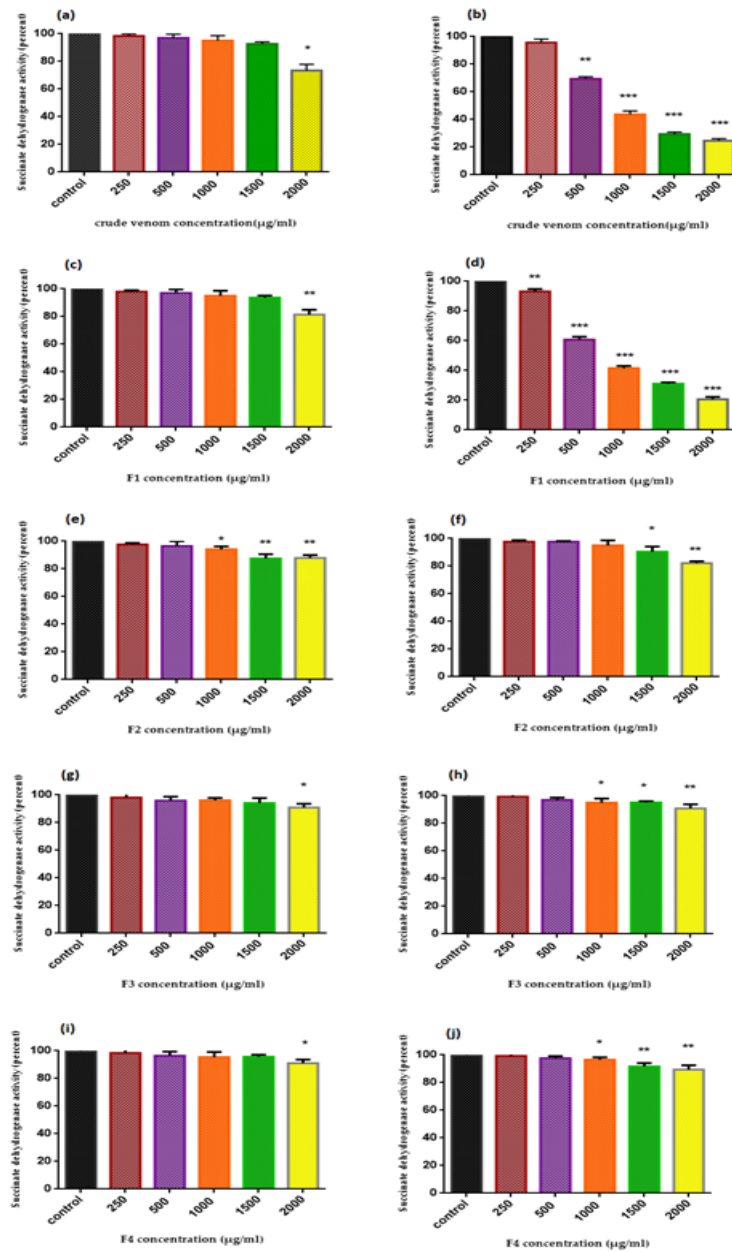 (a)
Succinate dehydrogenase activity (percent)
100
80
60
40
20
0
*
control 250 500 1000 1500 2000
crude venom concentration(µg/ml)
(b)
Succinate dehydrogenase activity (percent)
100
80
60
40
20
0
** *** *** ***
control 250 500 1000 1500 2000
crude venom concentration(µg/ml)
(c)
Succinate dehydrogenase activity (percent)
100
80
60
40
20
0
**
control 250 500 1000 1500 2000
F1 concentration (µg/ml)
(d)
Succinate dehydrogenase activity (percent)
100
80
60
40
20
0
** *** *** *** ***
control 250 500 1000 1500 2000
F1 concentration (µg/ml)
(e)
Succinate dehydrogenase activity (percent)
100
80
60
40
20
0
* ** **
control 250 500 1000 1500 2000
F2 concentration (µg/ml)
(f)
Succinate dehydrogenase activity (percent)
100
80
60
40
20
0
* **
control 250 500 1000 1500 2000
F2 concentration (µg/ml)
(g)
Succinate dehydrogenase activity (percent)
100
80
60
40
20
0
*
control 250 500 1000 1500 2000
F3 concentration (µg/ml)
(h)
Succinate dehydrogenase activity (percent)
100
80
60
40
20
0
* * **
control 250 500 1000 1500 2000
F3 concentration (µg/ml)
(i)
Succinate dehydrogenase activity (percent)
100
80
60
40
20
0
*
control 250 500 1000 1500 2000
F4 concentration (µg/ml)
(j)
Succinate dehydrogenase activity (percent)
100
80
60
40
20
0
* ** **
control 250 500 1000 1500 2000
F4 concentration (µg/ml)